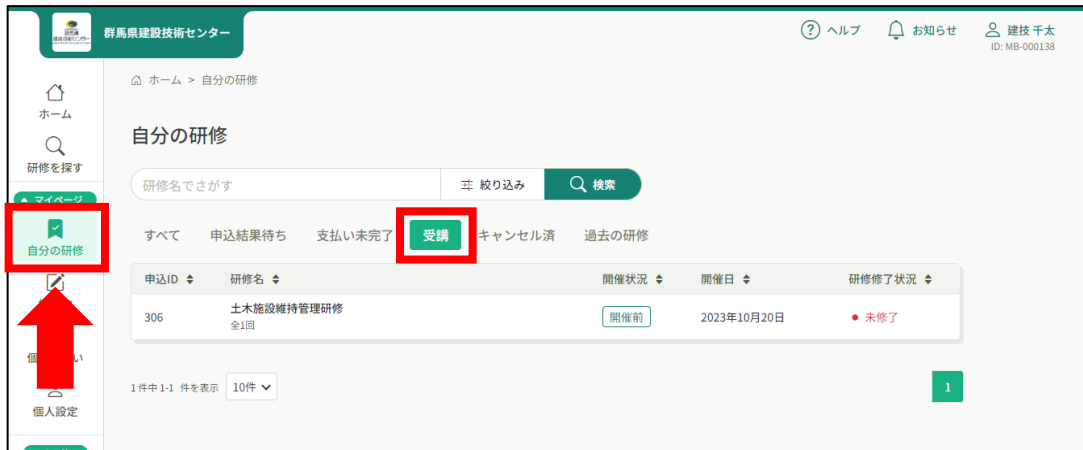 群馬県建設技術センター
ヘルプ
お知らせ
建技 千太
ID: MB-000138
ホーム > 自分の研修
ホーム
研修を探す
マイページ
自分の研修
個
い
個人設定
自分の研修
研修名でさがす
絞り込み
検索
すべて 申込結果待ち 支払い未完了 受講 キャンセル済 過去の研修
申込ID 研修名 開催状況 開催日 研修修了状況
306 土木施設維持管理研修 開催前 2023年10月20日 未修了
全1回
1件中 1-1 件を表示 10件
1